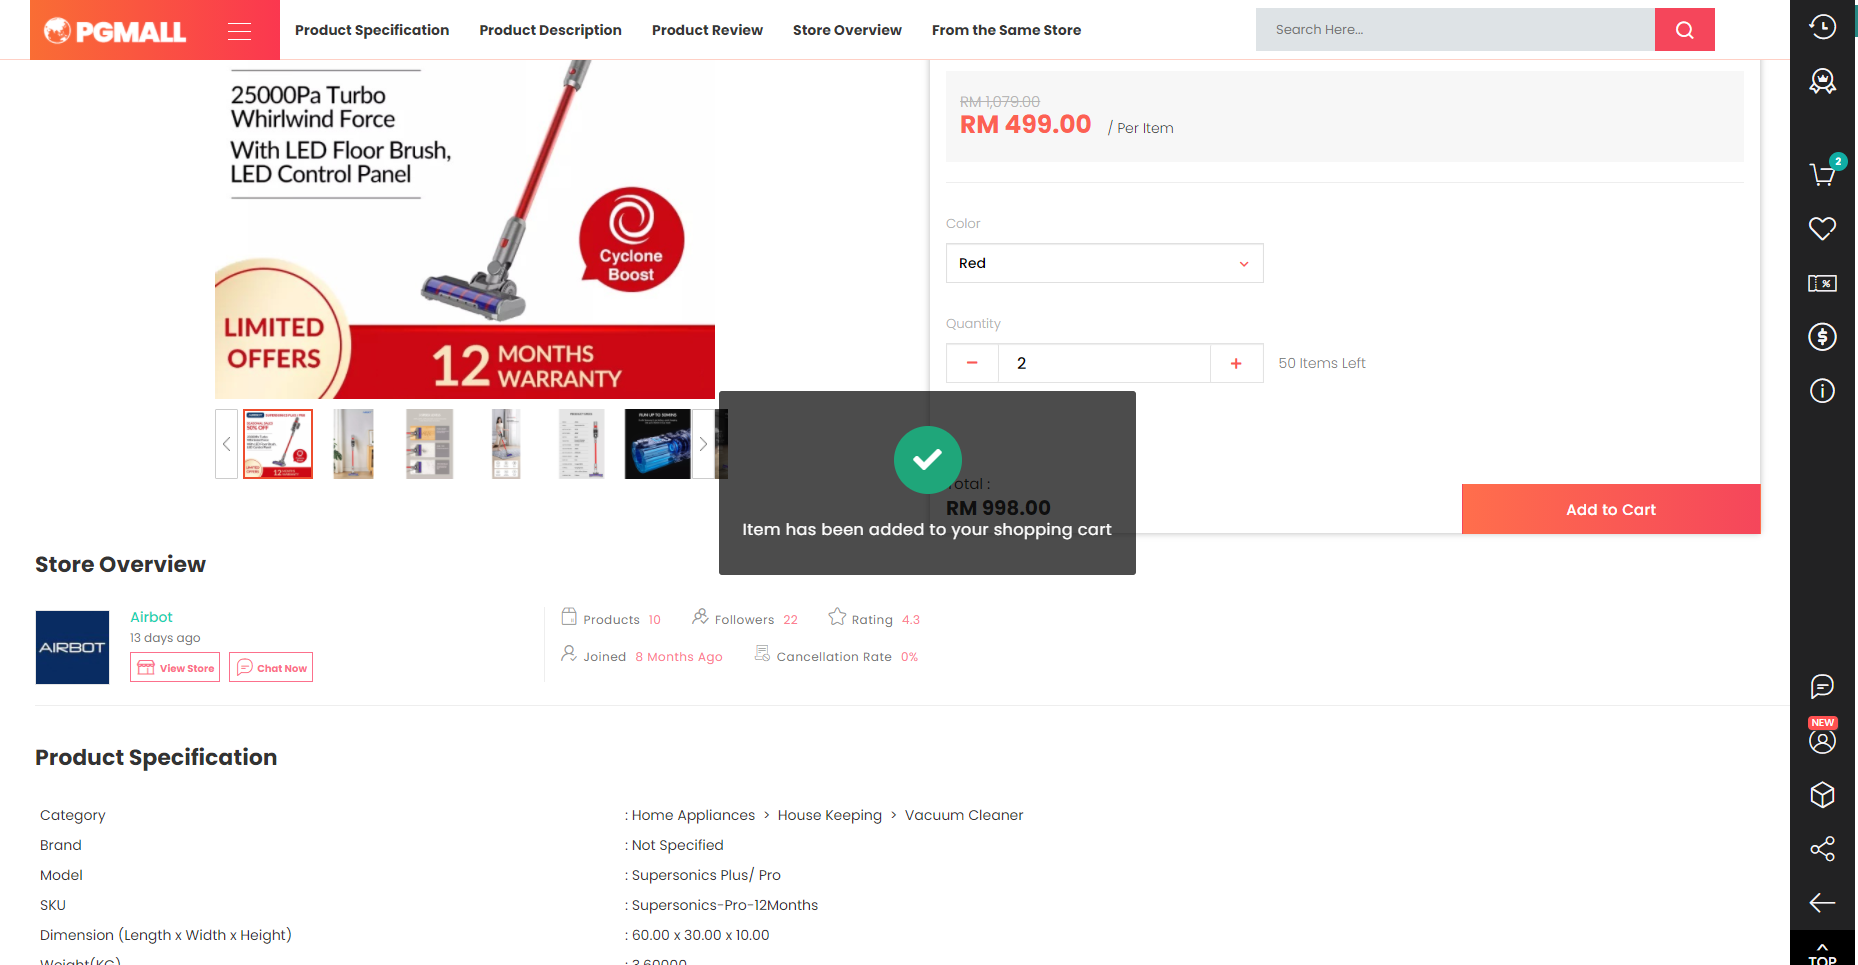 PGMALL
Product Specification
Product Description
Product Review
Store Overview
From the Same Store
Search Here...
25000Pa Turbo
Whirlwind Force
With LED Floor Brush,
LED Control Panel
Cyclone
Boost
LIMITED
OFFERS
12 MONTHS
WARRANTY
RM 1,079.00
RM 499.00 / Per Item
Color
Red
Quantity
− 2 + 50 Items Left
Total :
RM 998.00
Add to Cart
Item has been added to your shopping cart
2
Store Overview
AIRBOT
Airbot
13 days ago
View Store
Chat Now
Products 10
Followers 22
Rating 4.3
Joined 8 Months Ago
Cancellation Rate 0%
Product Specification
Category : Home Appliances > House Keeping > Vacuum Cleaner
Brand : Not Specified
Model : Supersonics Plus/ Pro
SKU : Supersonics-Pro-12Months
Dimension (Length x Width x Height) : 60.00 x 30.00 x 10.00
Weight(KG) : 3.60000
NEW
TOP